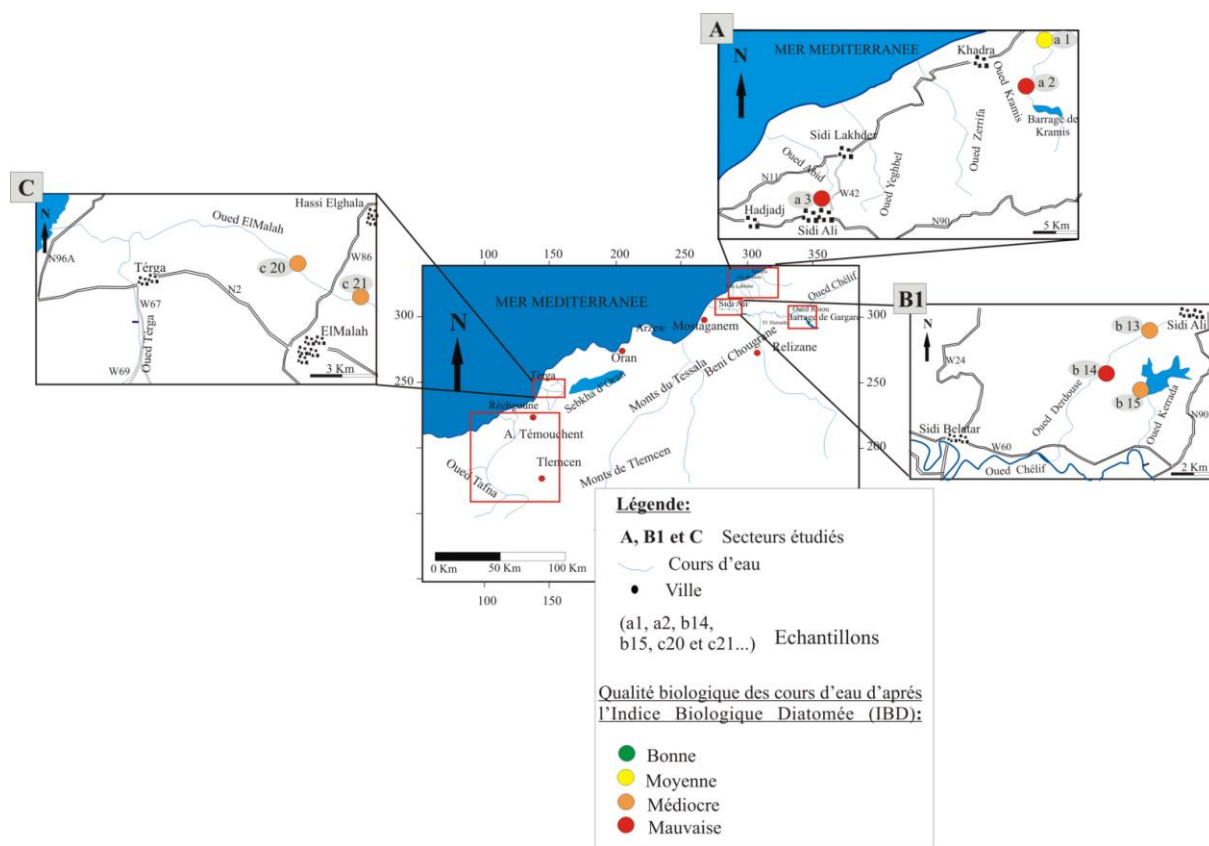 A
MER MEDITERRANEE
N
Khadra
a 1
a 2
Oued Kramis
Barrage de
Kramis
Oued Zerrifa
Sidi Lakhder
Oued Abid
Oued Yeghbel
N11
W42
a 3
Hadjadj
Sidi Ali
N90
5 Km
C
N
Hassi Elghala
Oued ElMalah
N96A
c 20
W86
Térga
c 21
W67
N2
Oued Térga
ElMalah
W69
3 Km
B1
N
Sidi Ali
b 13
W24
b 14
b 15
Oued Derdouse
Oued Kerrada
N90
Sidi Belatar
W60
Oued Chélif
2 Km
100 150 200 250 300 350
MER MEDITERRANEE
N
Oued Chélif
Sidi Ali
Oued Rhiou
Barrage de Gargare
300
Mostaganem
Arzew
Relizane
Oran
Beni Chougrane
250
250
Térga
Sebkha d'Oran
Monts du Tessala
Réchgoune
A. Témouchent
200
200
Tlemcen
Monts de Tlemcen
Oued Tafna
0 Km 50 Km 100 Km
100 150
Légende:
A, B1 et C Secteurs étudiés
Cours d'eau
Ville
(a1, a2, b14,
b15, c20 et c21...) Echantillons
Qualité biologique des cours d'eau d'aprés
l'Indice Biologique Diatomée (IBD):
Bonne
Moyenne
Médiocre
Mauvaise